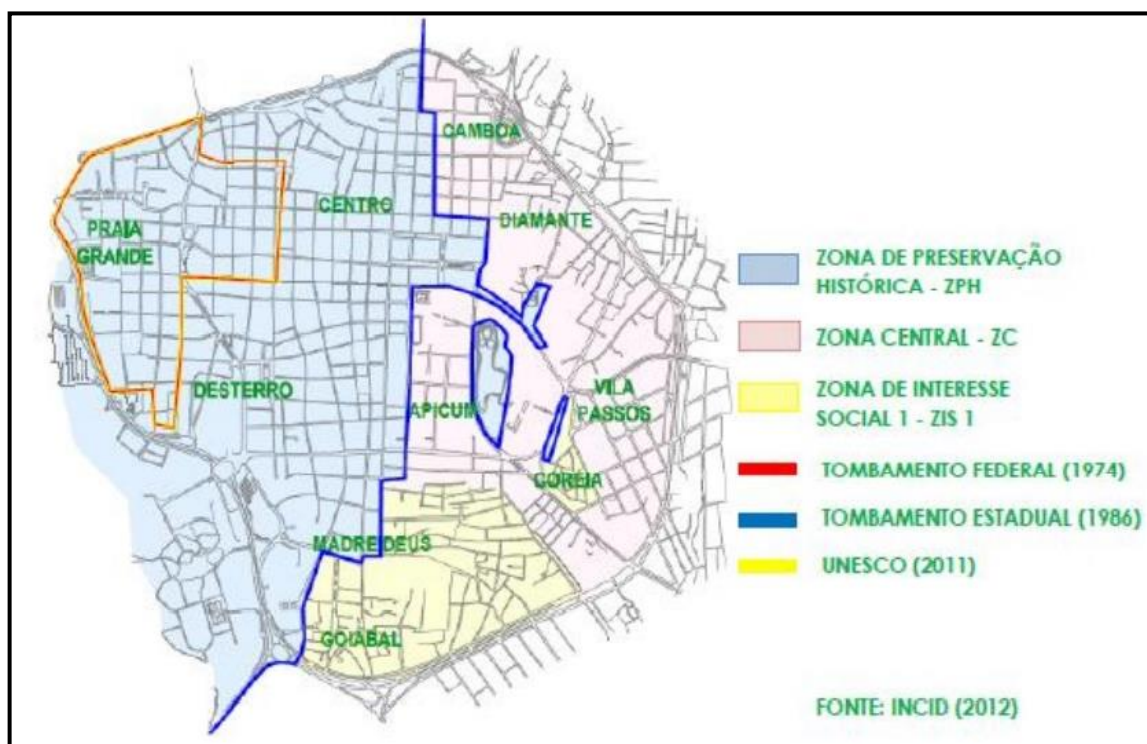 CAMBOA
CENTRO
DIAMANTE
PRAIA
GRANDE
DESTERRO
APICUM
VILA
PASSOS
COREIA
MADRE DEUS
GOIABAL
ZONA DE PRESERVAÇÃO
HISTÓRICA - ZPH
ZONA CENTRAL - ZC
ZONA DE INTERESSE
SOCIAL 1 - ZIS 1
TOMBAMENTO FEDERAL (1974)
TOMBAMENTO ESTADUAL (1986)
UNESCO (2011)
FONTE: INCID (2012)